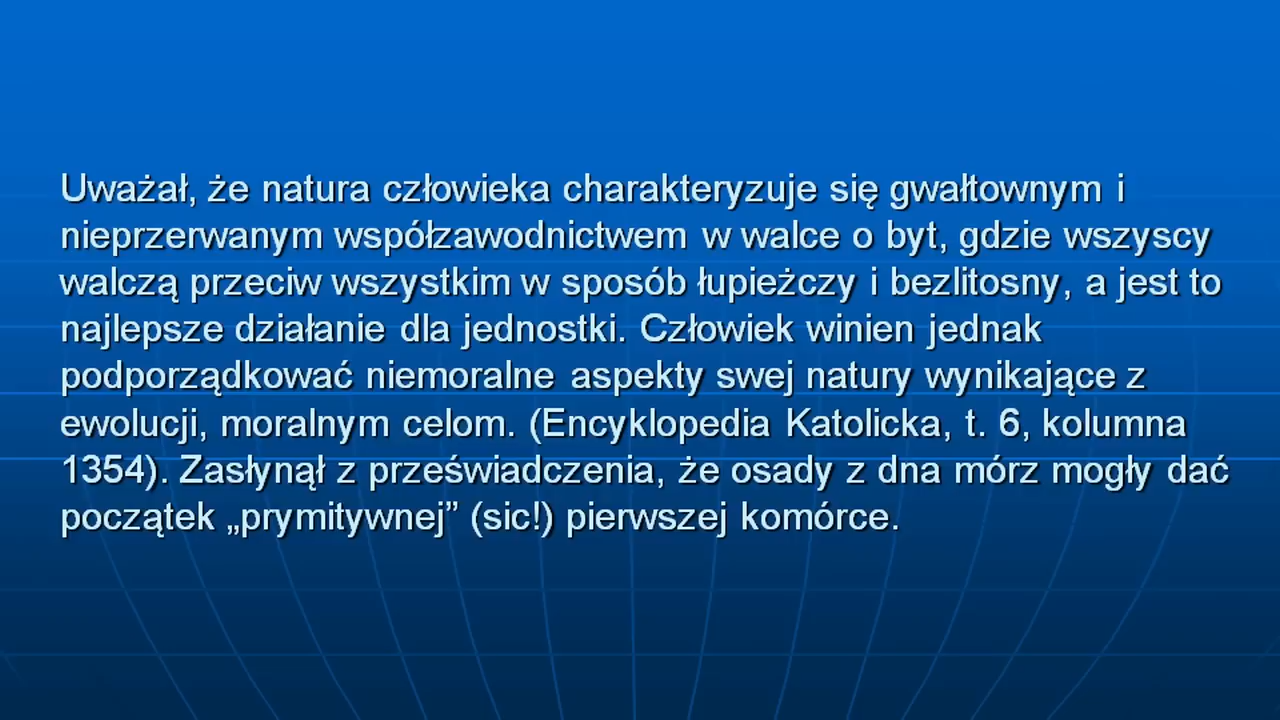 Uważał, że natura człowieka charakteryzuje się gwałtownym i
nieprzerwanym współzawodnictwem w walce o byt, gdzie wszyscy
walczą przeciw wszystkim w sposób łupieżczy i bezlitosny, a jest to
najlepsze działanie dla jednostki. Człowiek winien jednak
podporządkować niemoralne aspekty swej natury wynikające z
ewolucji, moralnym celom. (Encyklopedia Katolicka, t. 6, kolumna
1354). Zasłynął z przeświadczenia, że osady z dna mórz mogły dać
początek „prymitywnej” (sic!) pierwszej komórce.